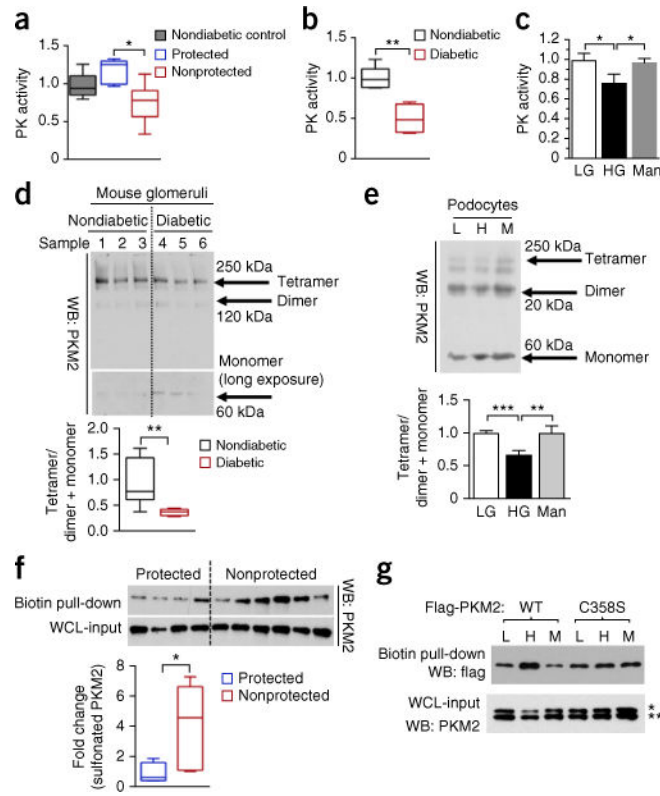 a
Nondiabetic control
Protected
Nonprotected
*
PK activity
1.5
1.0
0.5
0
b
Nondiabetic
Diabetic
**
PK activity
1.5
1.0
0.5
0
c
* *
PK activity
1.2
1.0
0.8
0.6
0.4
0.2
0
LG HG Man
d
Mouse glomeruli
Nondiabetic Diabetic
Sample 1 2 3 4 5 6
250 kDa
Tetramer
Dimer
120 kDa
WB: PKM2
Monomer
(long exposure)
60 kDa
Tetramer/
dimer + monomer
2.0
1.5
1.0
0.5
0
**
Nondiabetic
Diabetic
e
Podocytes
L H M
250 kDa
Tetramer
Dimer
20 kDa
60 kDa
Monomer
WB: PKM2
*** **
Tetramer/
dimer + monomer
1.5
1.0
0.5
0
LG HG Man
f
Protected Nonprotected
Biotin pull-down
WCL-input
WB: PKM2
Fold change
(sulfonated PKM2)
8
6
4
2
0
*
Protected
Nonprotected
g
Flag-PKM2: WT C358S
L H M L H M
Biotin pull-down
WB: flag
WCL-input
WB: PKM2
*
**